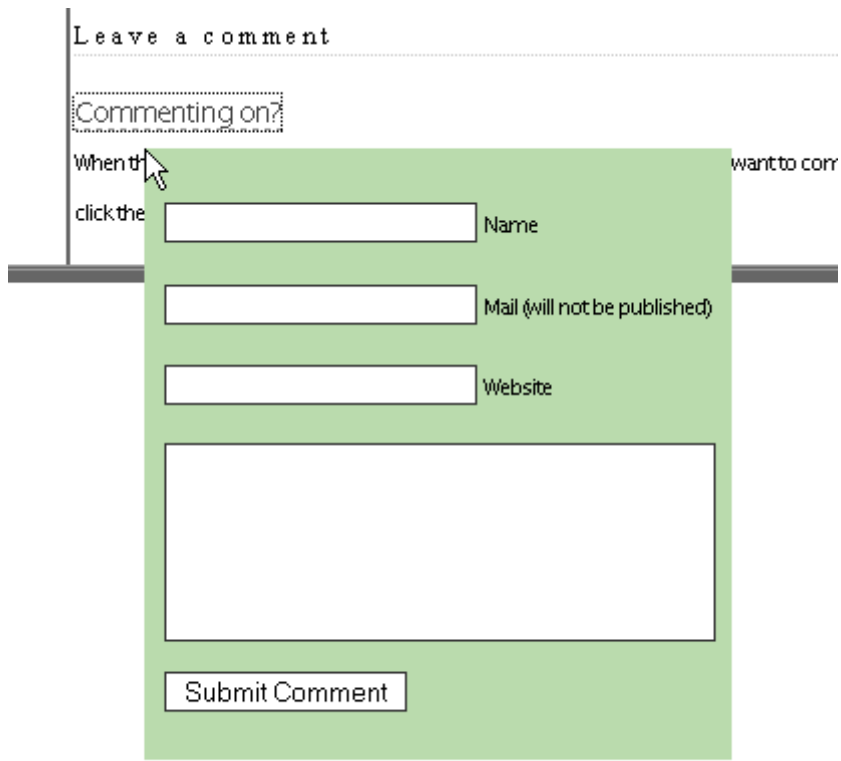 Leave a comment
Commenting on?
When th want to com
click the
Name
Mail (will not be published)
Website
Submit Comment